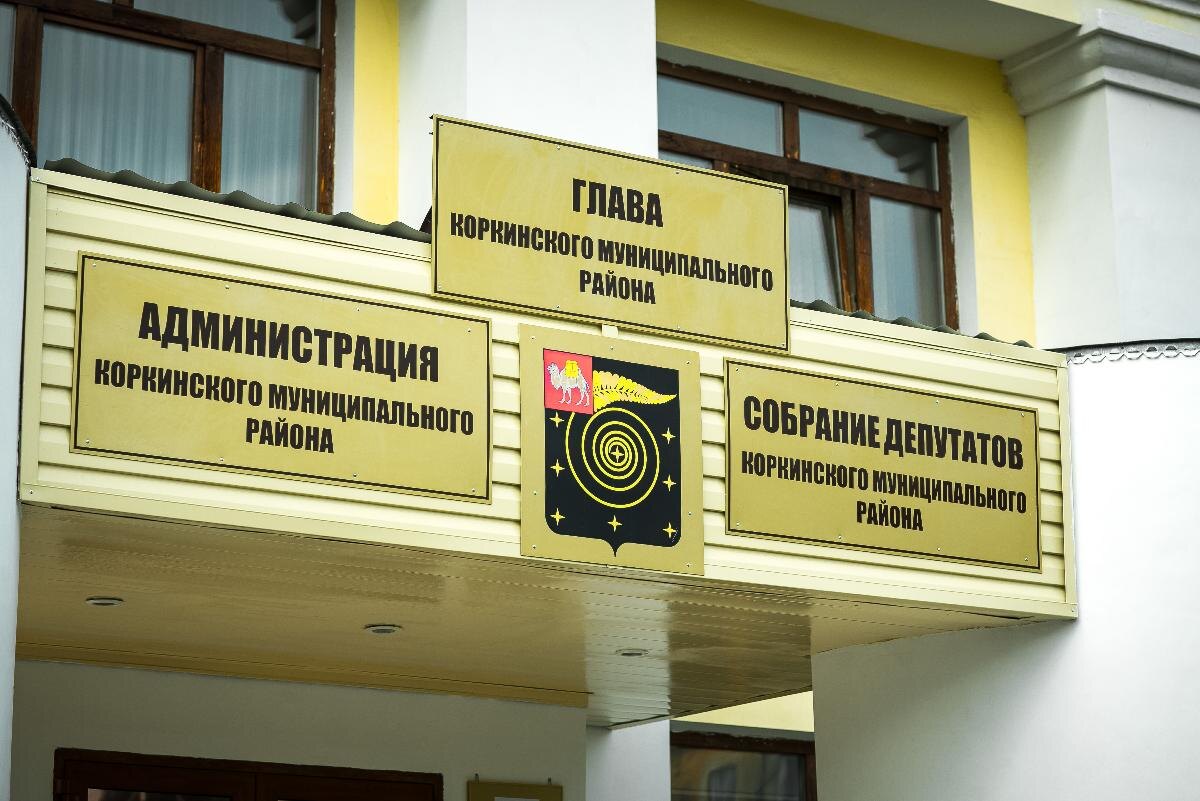 ГЛАВА
КОРКИНСКОГО МУНИЦИПАЛЬНОГО
РАЙОНА
АДМИНИСТРАЦИЯ
КОРКИНСКОГО МУНИЦИПАЛЬНОГО
РАЙОНА
СОБРАНИЕ ДЕПУТАТОВ
КОРКИНСКОГО МУНИЦИПАЛЬНОГО
РАЙОНА